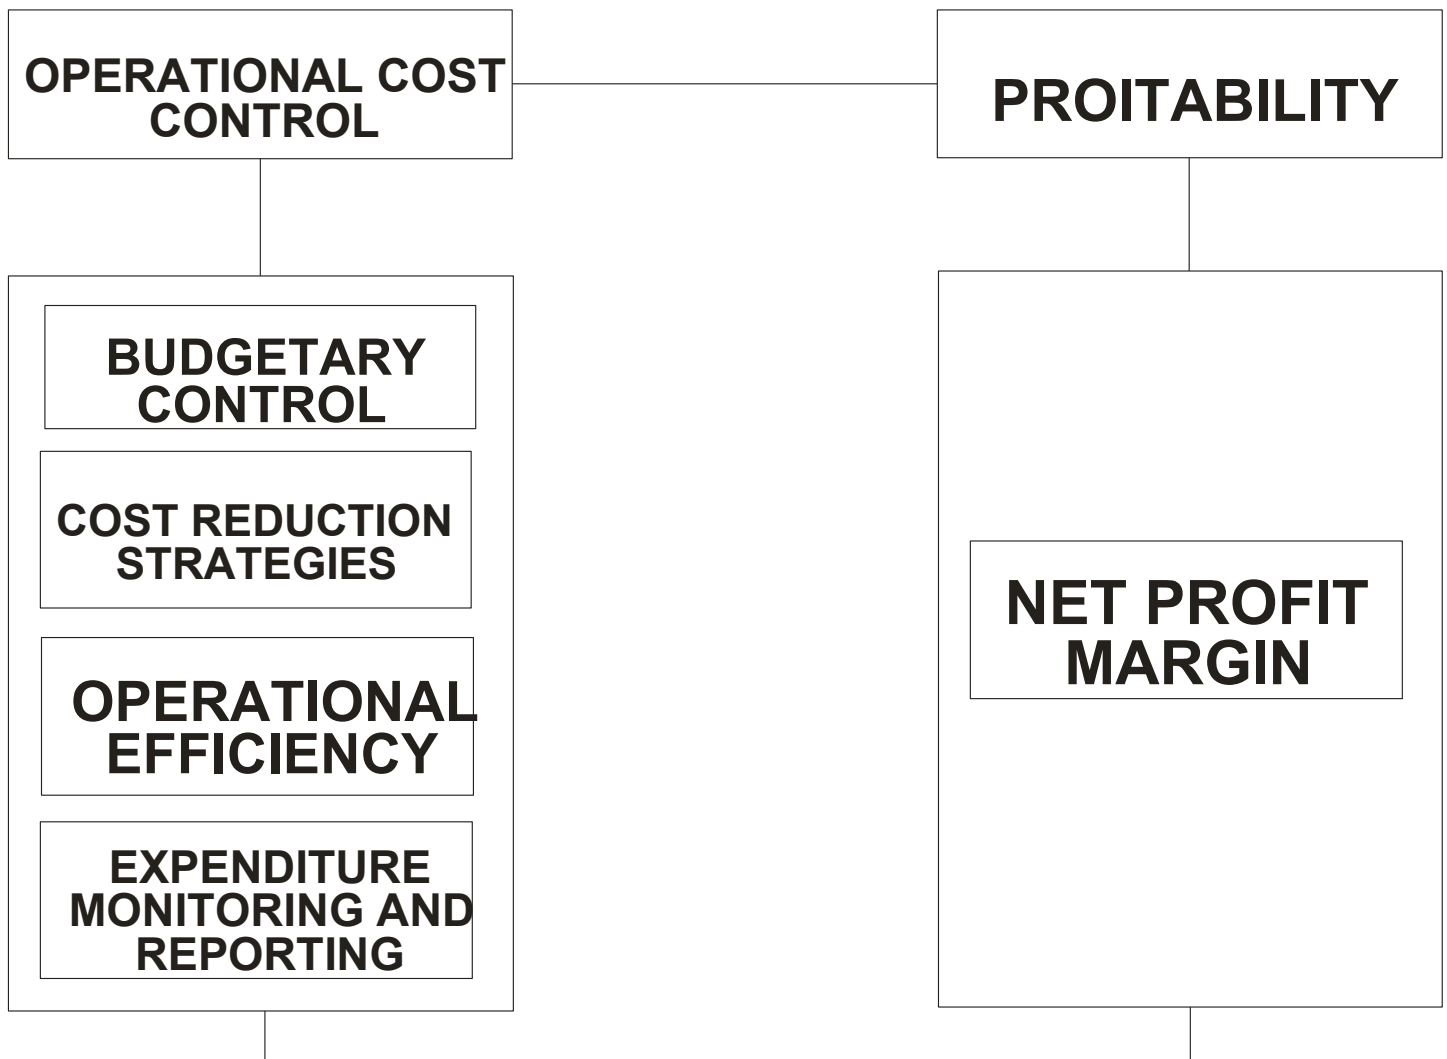 OPERATIONAL COST
CONTROL
PROITABILITY
BUDGETARY
CONTROL
COST REDUCTION
STRATEGIES
OPERATIONAL
EFFICIENCY
EXPENDITURE
MONITORING AND
REPORTING
NET PROFIT
MARGIN